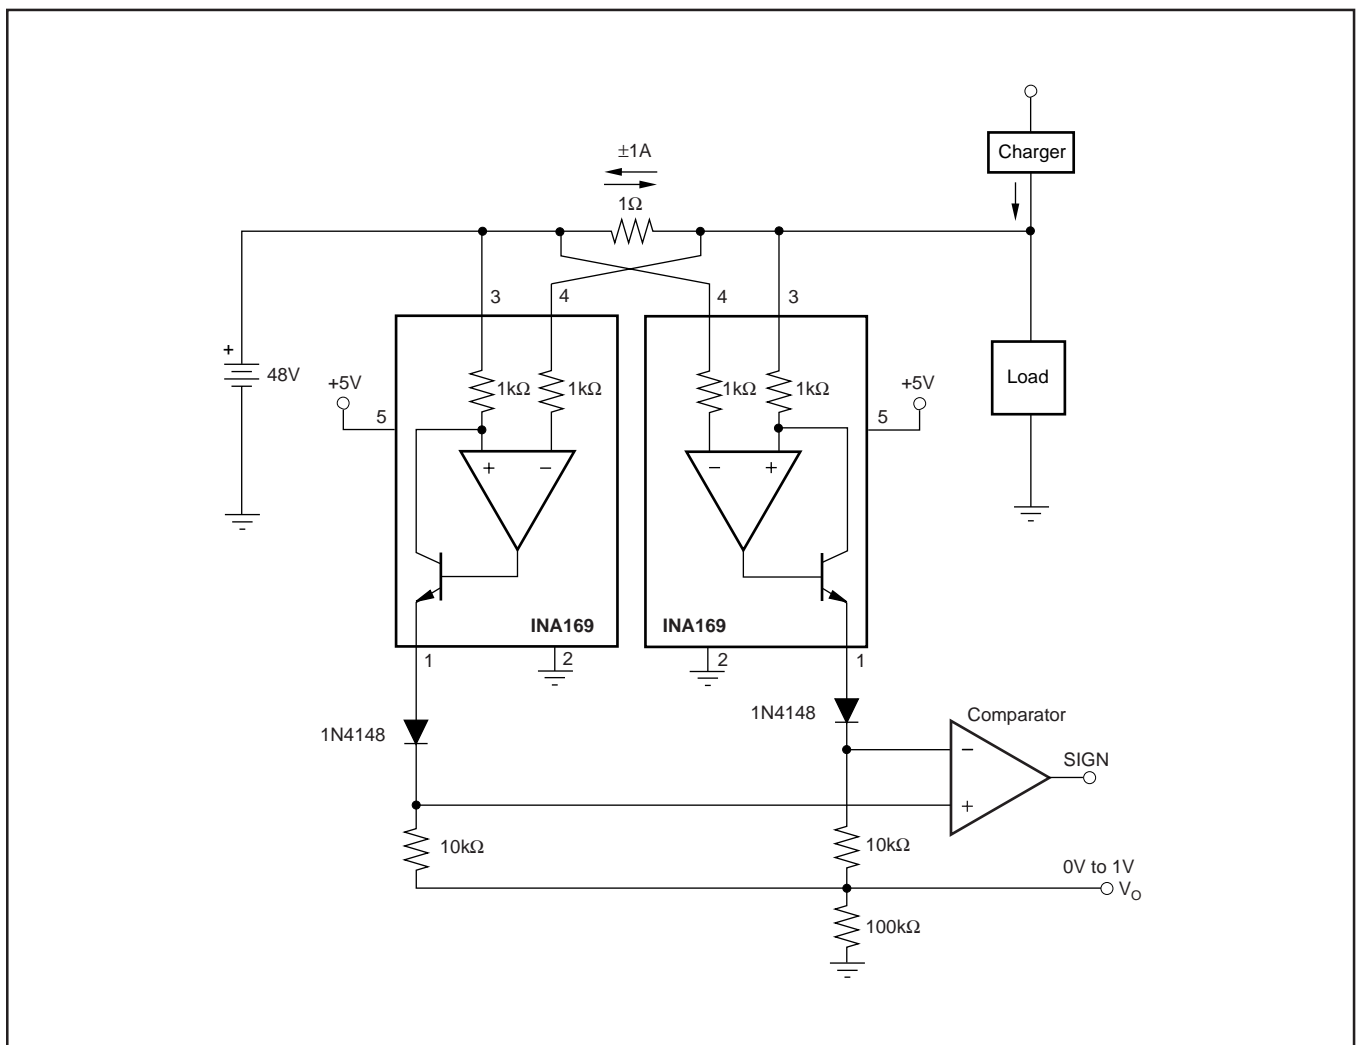 Charger
±1A
1Ω
3
4
4
3
+
48V
+5V
5
1kΩ
1kΩ
1kΩ
1kΩ
+5V
5
Load
+ −
− +
INA169
INA169
1
2
2
1
1N4148
1N4148
Comparator
−
SIGN
+
10kΩ
10kΩ
0V to 1V
VO
100kΩ